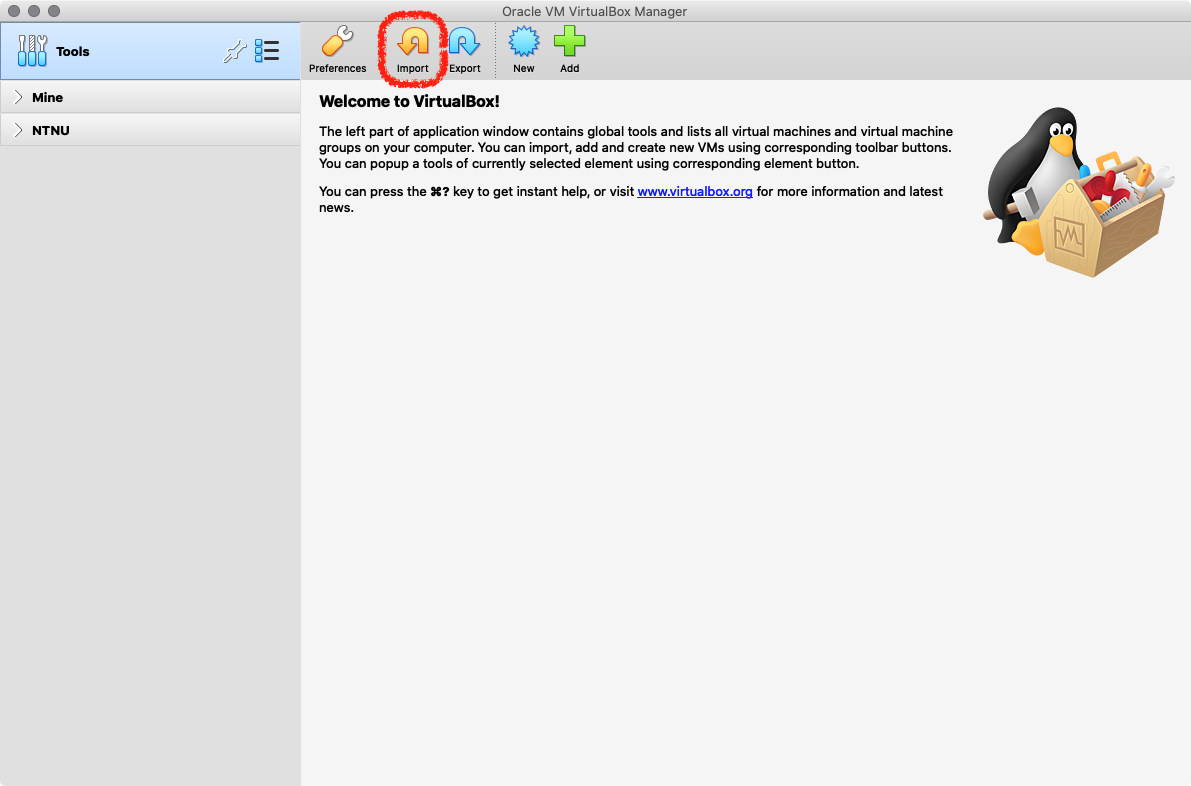 Oracle VM VirtualBox Manager
Tools
Preferences
Import
Export
New
Add
Mine
NTNU
Welcome to VirtualBox!
The left part of application window contains global tools and lists all virtual machines and virtual machine
groups on your computer. You can import, add and create new VMs using corresponding toolbar buttons.
You can popup a tools of currently selected element using corresponding element button.
You can press the ⌘? key to get instant help, or visit www.virtualbox.org for more information and latest
news.